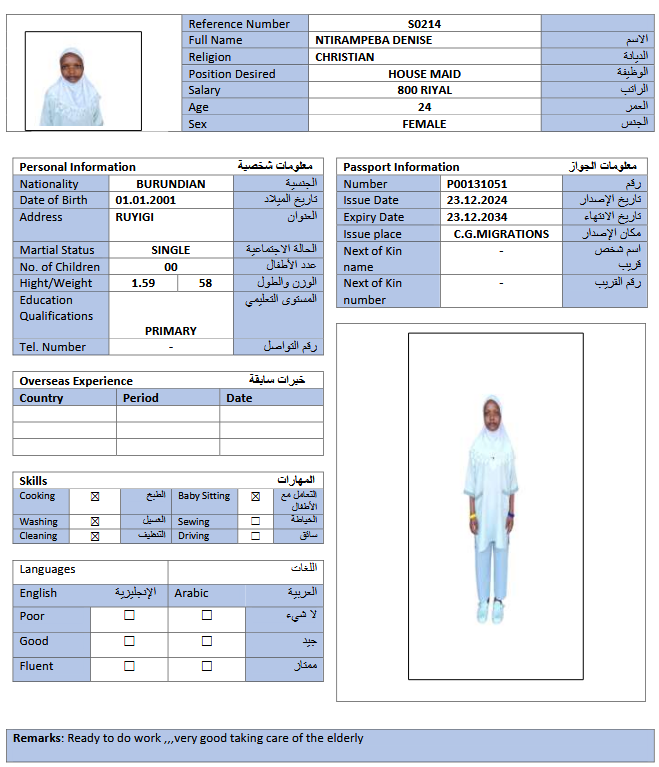 Reference Number S0214
Full Name NTIRAMPEBA DENISE الاسم
Religion CHRISTIAN الديانة
Position Desired HOUSE MAID الوظيفة
Salary 800 RIYAL الراتب
Age 24 العمر
Sex FEMALE الجنس
Personal Information معلومات شخصية
Nationality BURUNDIAN الجنسية
Date of Birth 01.01.2001 تاريخ الميلاد
Address RUYIGI العنوان
Martial Status SINGLE الحالة الاجتماعية
No. of Children 00 عدد الأطفال
Hight/Weight 1.59 58 الوزن والطول
Education المستوى التعليمي
Qualifications
PRIMARY
Tel. Number - رقم التواصل
Passport Information معلومات الجواز
Number P00131051 رقم
Issue Date 23.12.2024 تاريخ الإصدار
Expiry Date 23.12.2034 تاريخ الانتهاء
Issue place C.G.MIGRATIONS مكان الإصدار
Next of Kin - اسم شخص
name قريب
Next of Kin - رقم القريب
number
Overseas Experience خبرات سابقة
Country Period Date
Skills المهارات
Cooking ☒ الطبخ Baby Sitting ☒ التعامل مع
الأطفال
Washing ☒ الغسيل Sewing ☐ الخياطة
Cleaning ☒ التنظيف Driving ☐ سائق
Languages اللغات
English الإنجليزية Arabic العربية
Poor ☐ ☐ لا شيء
Good ☐ ☐ جيد
Fluent ☐ ☐ ممتاز
Remarks: Ready to do work ,,,very good taking care of the elderly